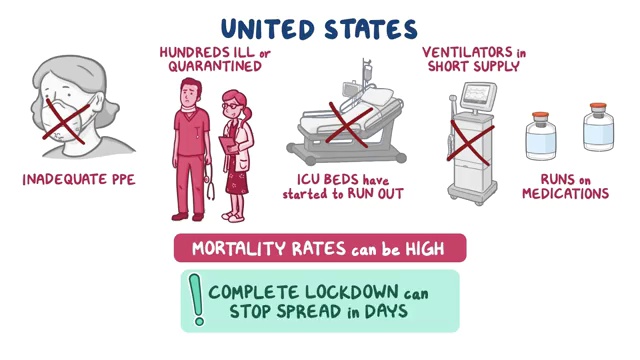 UNITED STATES
HUNDREDS ILL or
QUARANTINED
VENTILATORS in
SHORT SUPPLY
INADEQUATE PPE
ICU BEDS have
started to RUN OUT
RUNS on
MEDICATIONS
MORTALITY RATES can be HIGH
! COMPLETE LOCKDOWN can
STOP SPREAD in DAYS